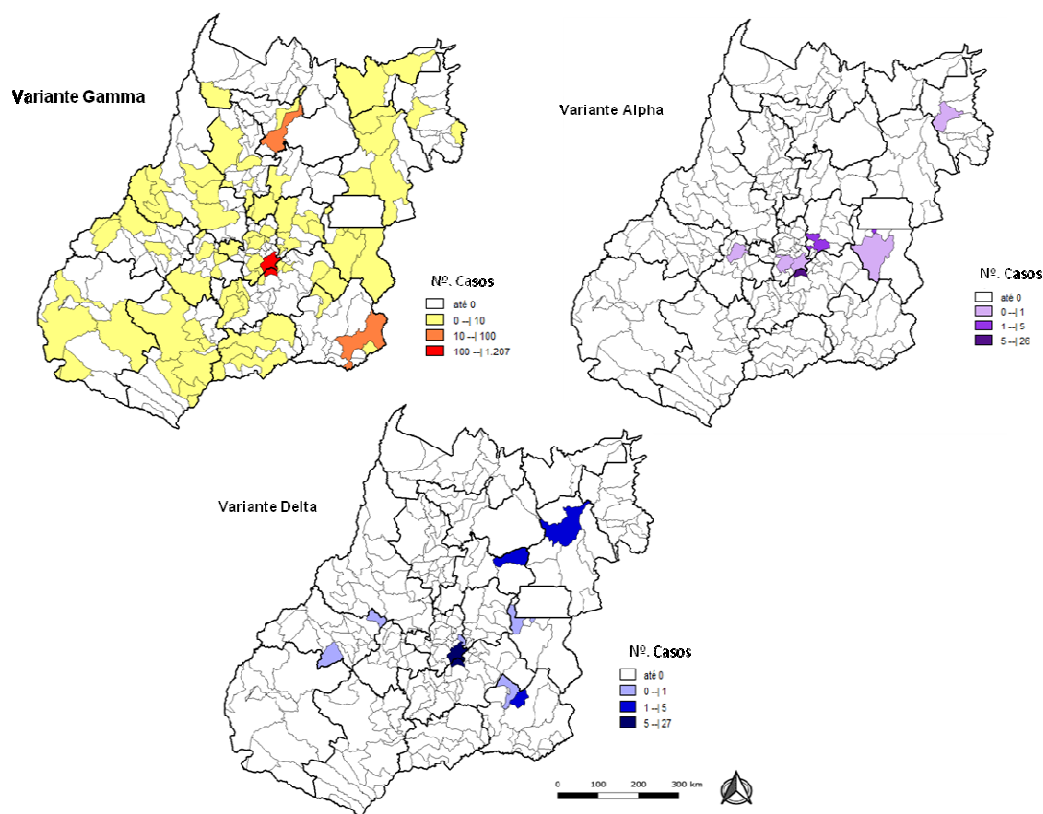 Variante Gamma
Nº. Casos
até 0
0 --| 10
10 --| 100
100 --| 1.207
Variante Alpha
Nº. Casos
até 0
0 --| 1
1 --| 5
5 --| 26
Variante Delta
Nº. Casos
até 0
0 --| 1
1 --| 5
5 --| 27
0 100 200 300 km